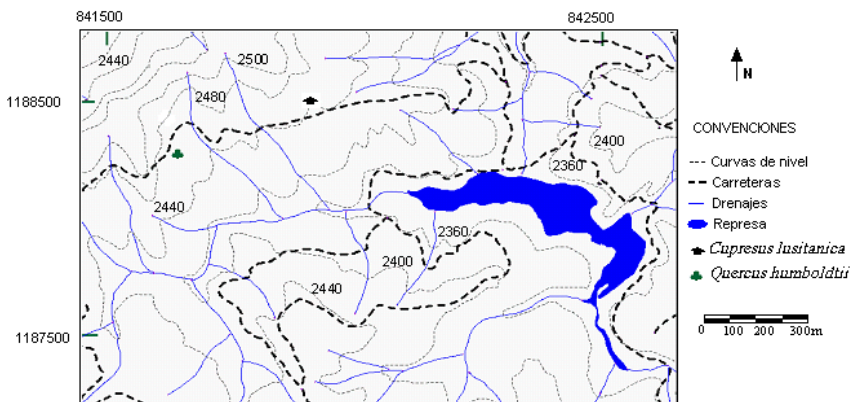 841500
842500
2440
2500
2480
1188500
2400
2360
2440
2360
2400
2440
1187500
N
CONVENCIONES
Curvas de nivel
Carreteras
Drenajes
Represa
Cupresus lusitanica
Quercus humboldtii
0 100 200 300m